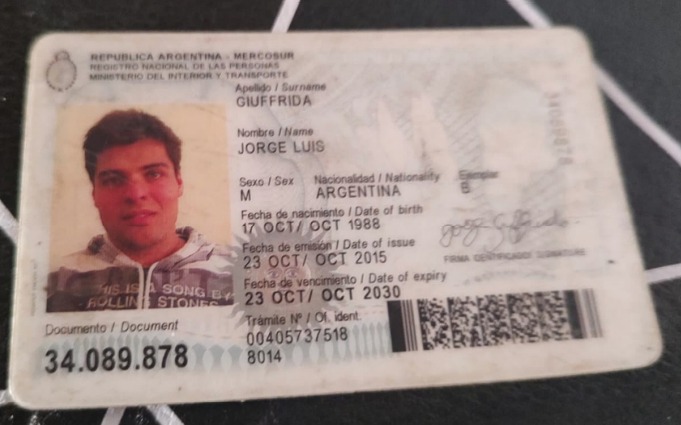 REPUBLICA ARGENTINA - MERCOSUR
REGISTRO NACIONAL DE LAS PERSONAS
MINISTERIO DEL INTERIOR Y TRANSPORTE
Apellido / Surname
GIUFFRIDA
Nombre / Name
JORGE LUIS
Sexo / Sex Nacionalidad / Nationality Ejemplar
M ARGENTINA B
Fecha de nacimiento / Date of birth
17 OCT/ OCT 1988
Fecha de emisión / Date of issue
23 OCT/ OCT 2015
Fecha de vencimiento / Date of expiry
23 OCT/ OCT 2030
FIRMA IDENTIFICADO/ SIGNATURE
THIS IS A SONG BY
ROLLING STONES
Documento / Document
34.089.878
Trámite Nº / Of. ident.
00405737518
8014